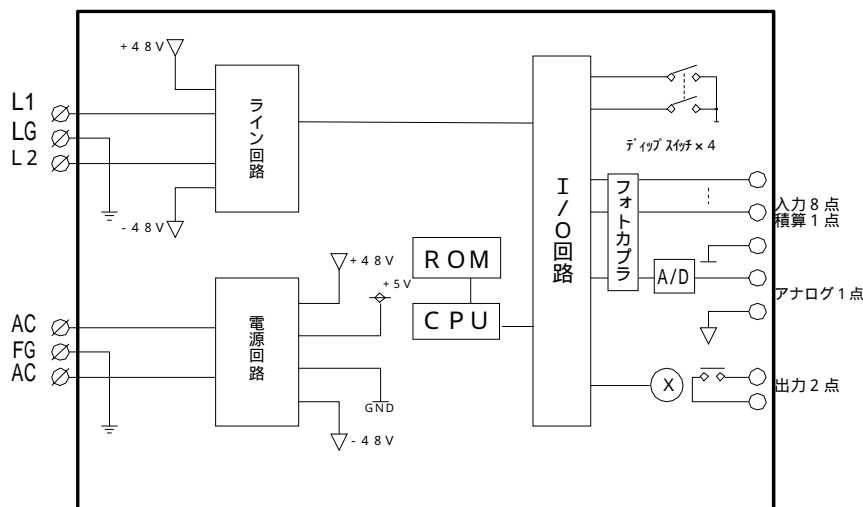 +48V
L1
LG
L2
ライン回路
-48V
ディップスイッチ×4
I/O回路
フォトカプラ
入力8点
積算1点
ROM
CPU
A/D
アナログ1点
+48V
+5V
AC
FG
AC
電源回路
GND
-48V
X
出力2点